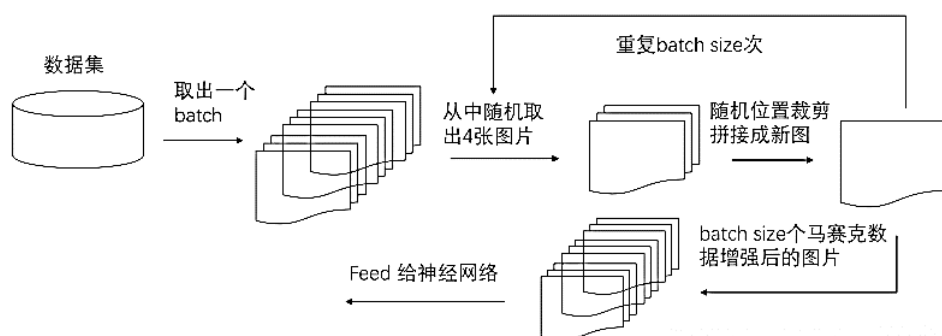 重复batch size次
数据集
取出一个
batch
从中随机取
出4张图片
随机位置裁剪
拼接成新图
batch size个马赛克数
据增强后的图片
Feed 给神经网络